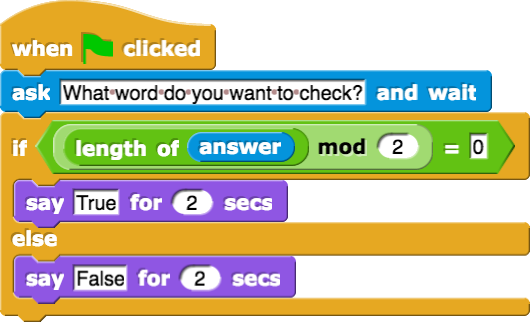 when clicked
ask What word do you want to check? and wait
if length of answer mod 2 = 0
say True for 2 secs
else
say False for 2 secs